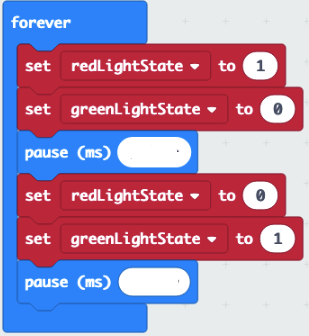 forever
set redLightState to 1
set greenLightState to 0
pause (ms)
set redLightState to 0
set greenLightState to 1
pause (ms)